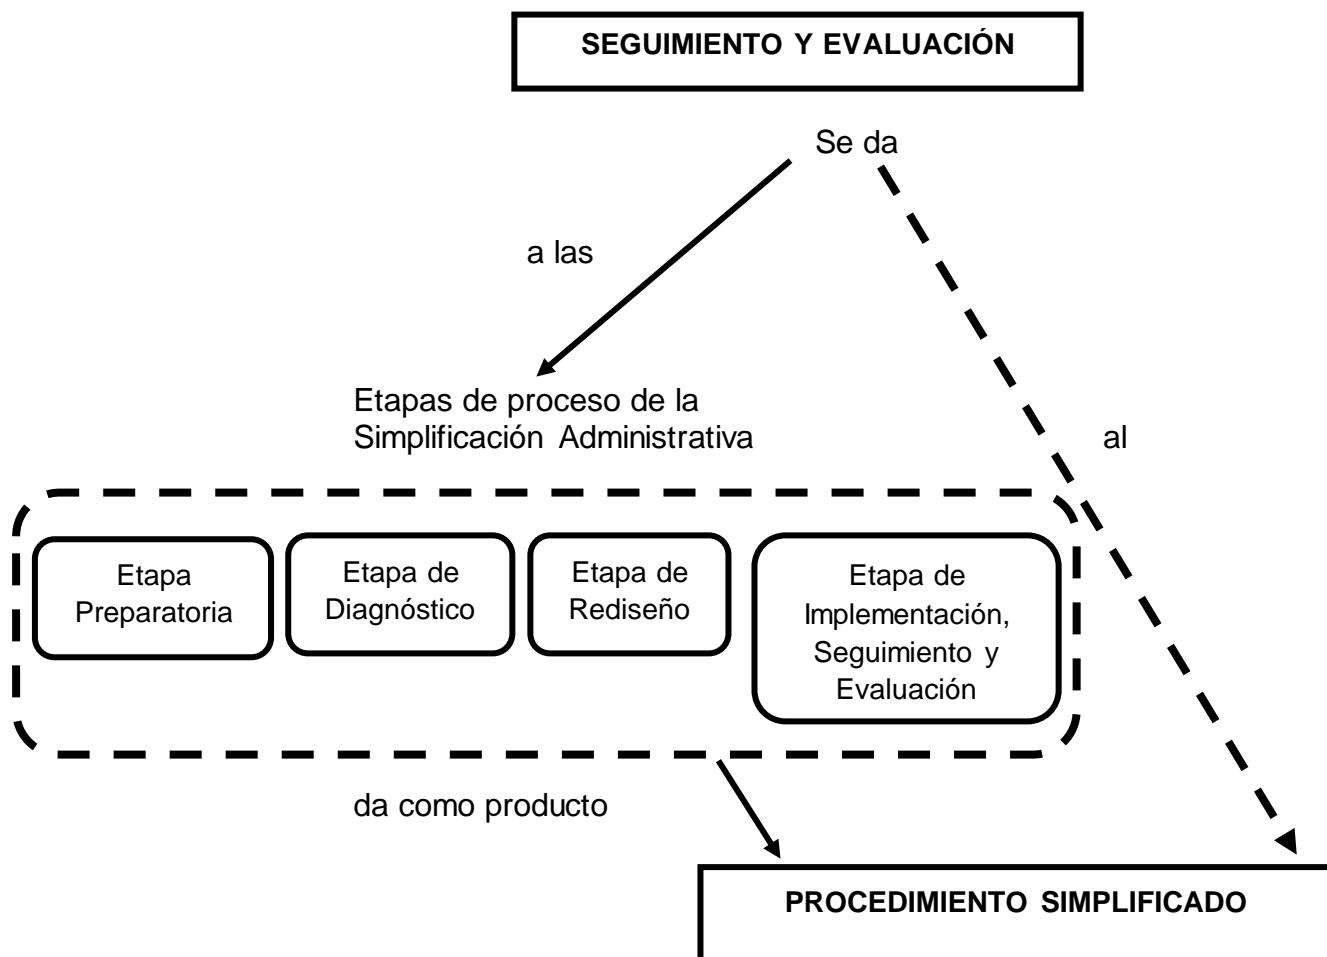 SEGUIMIENTO Y EVALUACIÓN
Se da
a las
Etapas de proceso de la
Simplificación Administrativa
al
Etapa
Preparatoria
Etapa de
Diagnóstico
Etapa de
Rediseño
Etapa de
Implementación,
Seguimiento y
Evaluación
da como producto
PROCEDIMIENTO SIMPLIFICADO